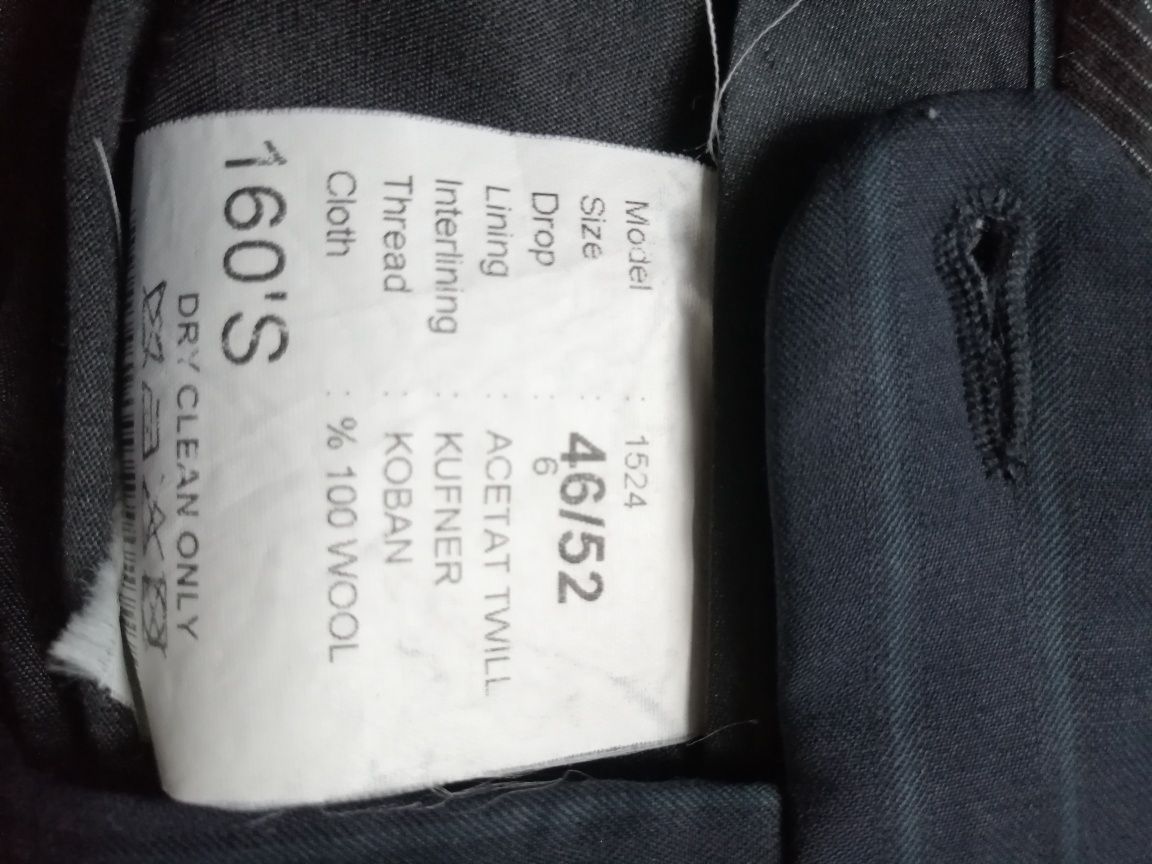 Model : 1524
Size : 46/52
Drop : 6
Lining : ACETAT TWILL
Interlining : KUFNER
Thread : KOBAN
Cloth : % 100 WOOL
160'S
DRY CLEAN ONLY